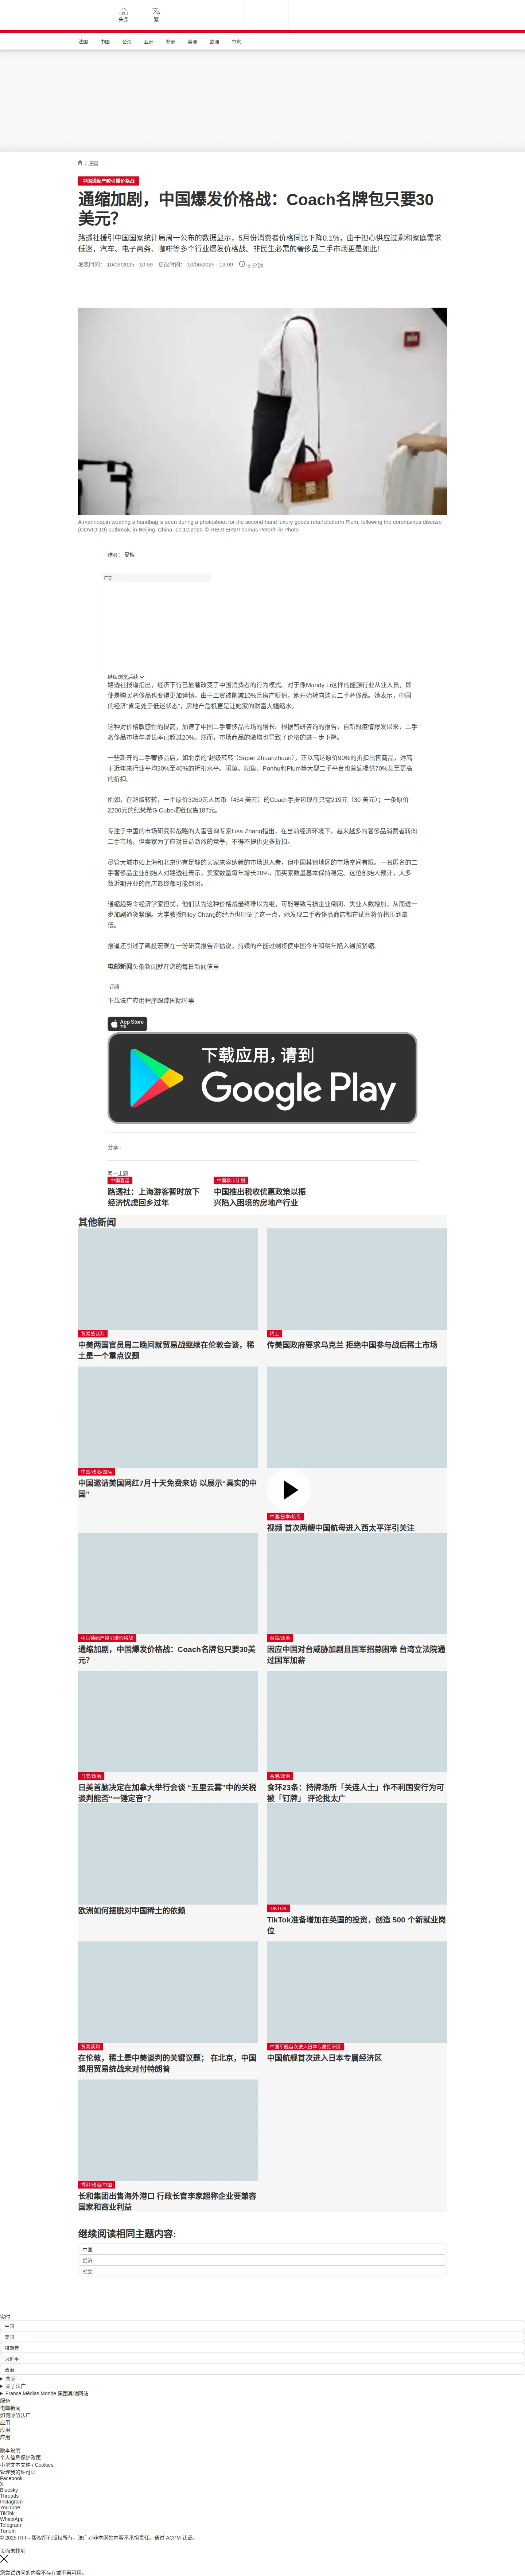 头条
繁
法国 中国 台湾 亚洲 非洲 美洲 欧洲 中东
/ 中国
中国通缩严峻引爆价格战
通缩加剧，中国爆发价格战：Coach名牌包只要30
美元？
路透社援引中国国家统计局周一公布的数据显示，5月份消费者价格同比下降0.1%，由于担心供应过剩和家庭需求
低迷，汽车、电子商务、咖啡等多个行业爆发价格战。非民生必需的奢侈品二手市场更是如此！
发表时间： 10/06/2025 - 10:59 更改时间： 10/06/2025 - 13:09 5 分钟
A mannequin wearing a handbag is seen during a photoshoot for the second-hand luxury goods retail platform Plum, following the coronavirus disease
(COVID-19) outbreak, in Beijing, China, 10.12.2020 © REUTERS/Thomas Peter/File Photo
作者： 夏榕
广告
继续浏览后续
路透社报道指出，经济下行已显著改变了中国消费者的行为模式。对于像Mandy Li这样的能源行业从业人员，即
便是购买奢侈品也变得更加谨慎。由于工资被削减10%且房产贬值，她开始转向购买二手奢侈品。她表示，中国
的经济“肯定处于低迷状态”，房地产危机更是让她家的财富大幅缩水。
这种对价格敏感性的提高，加速了中国二手奢侈品市场的增长。根据智研咨询的报告，自新冠疫情爆发以来，二手
奢侈品市场年增长率已超过20%。然而，市场商品的激增也导致了价格的进一步下降。
一些新开的二手奢侈品店，如北京的“超级转转”（Super Zhuanzhuan），正以高达原价90%的折扣出售商品，远高
于近年来行业平均30%至40%的折扣水平。闲鱼、妃鱼、Ponhu和Plum等大型二手平台也普遍提供70%甚至更高
的折扣。
例如，在超级转转，一个原价3260元人民币（454 美元）的Coach手提包现在只需219元（30 美元）；一条原价
2200元的纪梵希G Cube项链仅售187元。
专注于中国的市场研究和战略的大雪咨询专家Lisa Zhang指出，在当前经济环境下，越来越多的奢侈品消费者转向
二手市场，但卖家为了应对日益激烈的竞争，不得不提供更多折扣。
尽管大城市如上海和北京仍有足够的买家来容纳新的市场进入者，但中国其他地区的市场空间有限。一名匿名的二
手奢侈品企业创始人对路透社表示，卖家数量每年增长20%，而买家数量基本保持稳定。这位创始人预计，大多
数近期开业的商店最终都可能倒闭。
通缩趋势令经济学家担忧，他们认为这种价格战最终难以为继，可能导致亏损企业倒闭、失业人数增加，从而进一
步加剧通货紧缩。大学教授Riley Chang的经历也印证了这一点，她发现二手奢侈品商店都在试图将价格压到最
低。
报道还引述了凯投宏观在一份研究报告评估说，持续的产能过剩将使中国今年和明年陷入通货紧缩。
电邮新闻头条新闻就在您的每日新闻信里
订阅
下载法广应用程序跟踪国际时事
App Store
下载
下载应用，请到
Google Play
分享 :
同一主题
中国春运
路透社：上海游客暂时放下
经济忧虑回乡过年
中国救市计划
中国推出税收优惠政策以振
兴陷入困境的房地产行业
其他新闻
贸易战谈判
中美两国官员周二晚间就贸易战继续在伦敦会谈，稀
土是一个重点议题
稀土
传美国政府要求乌克兰 拒绝中国参与战后稀土市场
中国/政治/国际
中国邀请美国网红7月十天免费来访 以展示“真实的中
国”
中国/日本/航母
视频 首次两艘中国航母进入西太平洋引关注
中国通缩严峻引爆价格战
通缩加剧，中国爆发价格战：Coach名牌包只要30美
元？
台湾/政治
因应中国对台威胁加剧且国军招募困难 台湾立法院通
过国军加薪
日美/政治
日美首脑决定在加拿大举行会谈 “五里云雾”中的关税
谈判能否“一锤定音”？
香港/政治
食环23条：持牌场所「关连人士」作不利国安行为可
被「钉牌」 评论批太广
欧洲如何摆脱对中国稀土的依赖
TIKTOK
TikTok准备增加在英国的投资，创造 500 个新就业岗
位
贸易谈判
在伦敦，稀土是中美谈判的关键议题； 在北京，中国
想用贸易统战来对付特朗普
中国军舰首次进入日本专属经济区
中国航舰首次进入日本专属经济区
香港/政治/中国
长和集团出售海外港口 行政长官李家超称企业要兼容
国家和商业利益
继续阅读相同主题内容:
中国
经济
社会
实时
中国
美国
特朗普
习近平
政治
国际
关于法广
France Médias Monde 集团其他网站
服务
电邮新闻
如何收听法广
应用
应用
应用
版本说明
个人信息保护政策
小型文本文件 / Cookies
管理我的许可证
Facebook
X
Bluesky
Threads
Instagram
YouTube
TikTok
WhatsApp
Telegram
TuneIn
© 2025 RFI – 版权所有版权所有。法广对非本网站内容不承担责任。通过 ACPM 认证。
页面未找到
您尝试访问的内容不存在或不再可用。